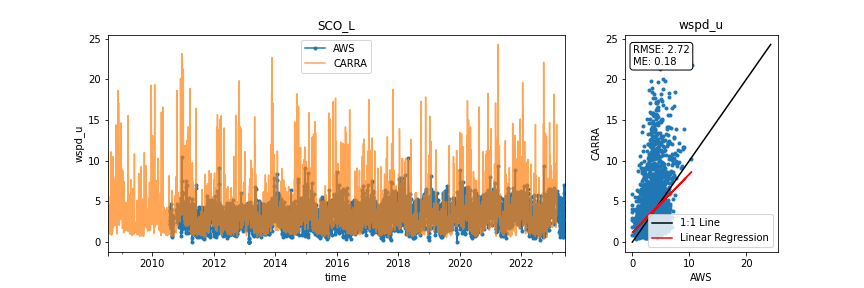 SCO_L
wspd_u
25
20
15
10
5
0
wspd_u
AWS
CARRA
2010
2012
2014
2016
2018
2020
2022
time
25
20
15
10
5
0
CARRA
RMSE: 2.72
ME: 0.18
1:1 Line
Linear Regression
0
10
20
AWS